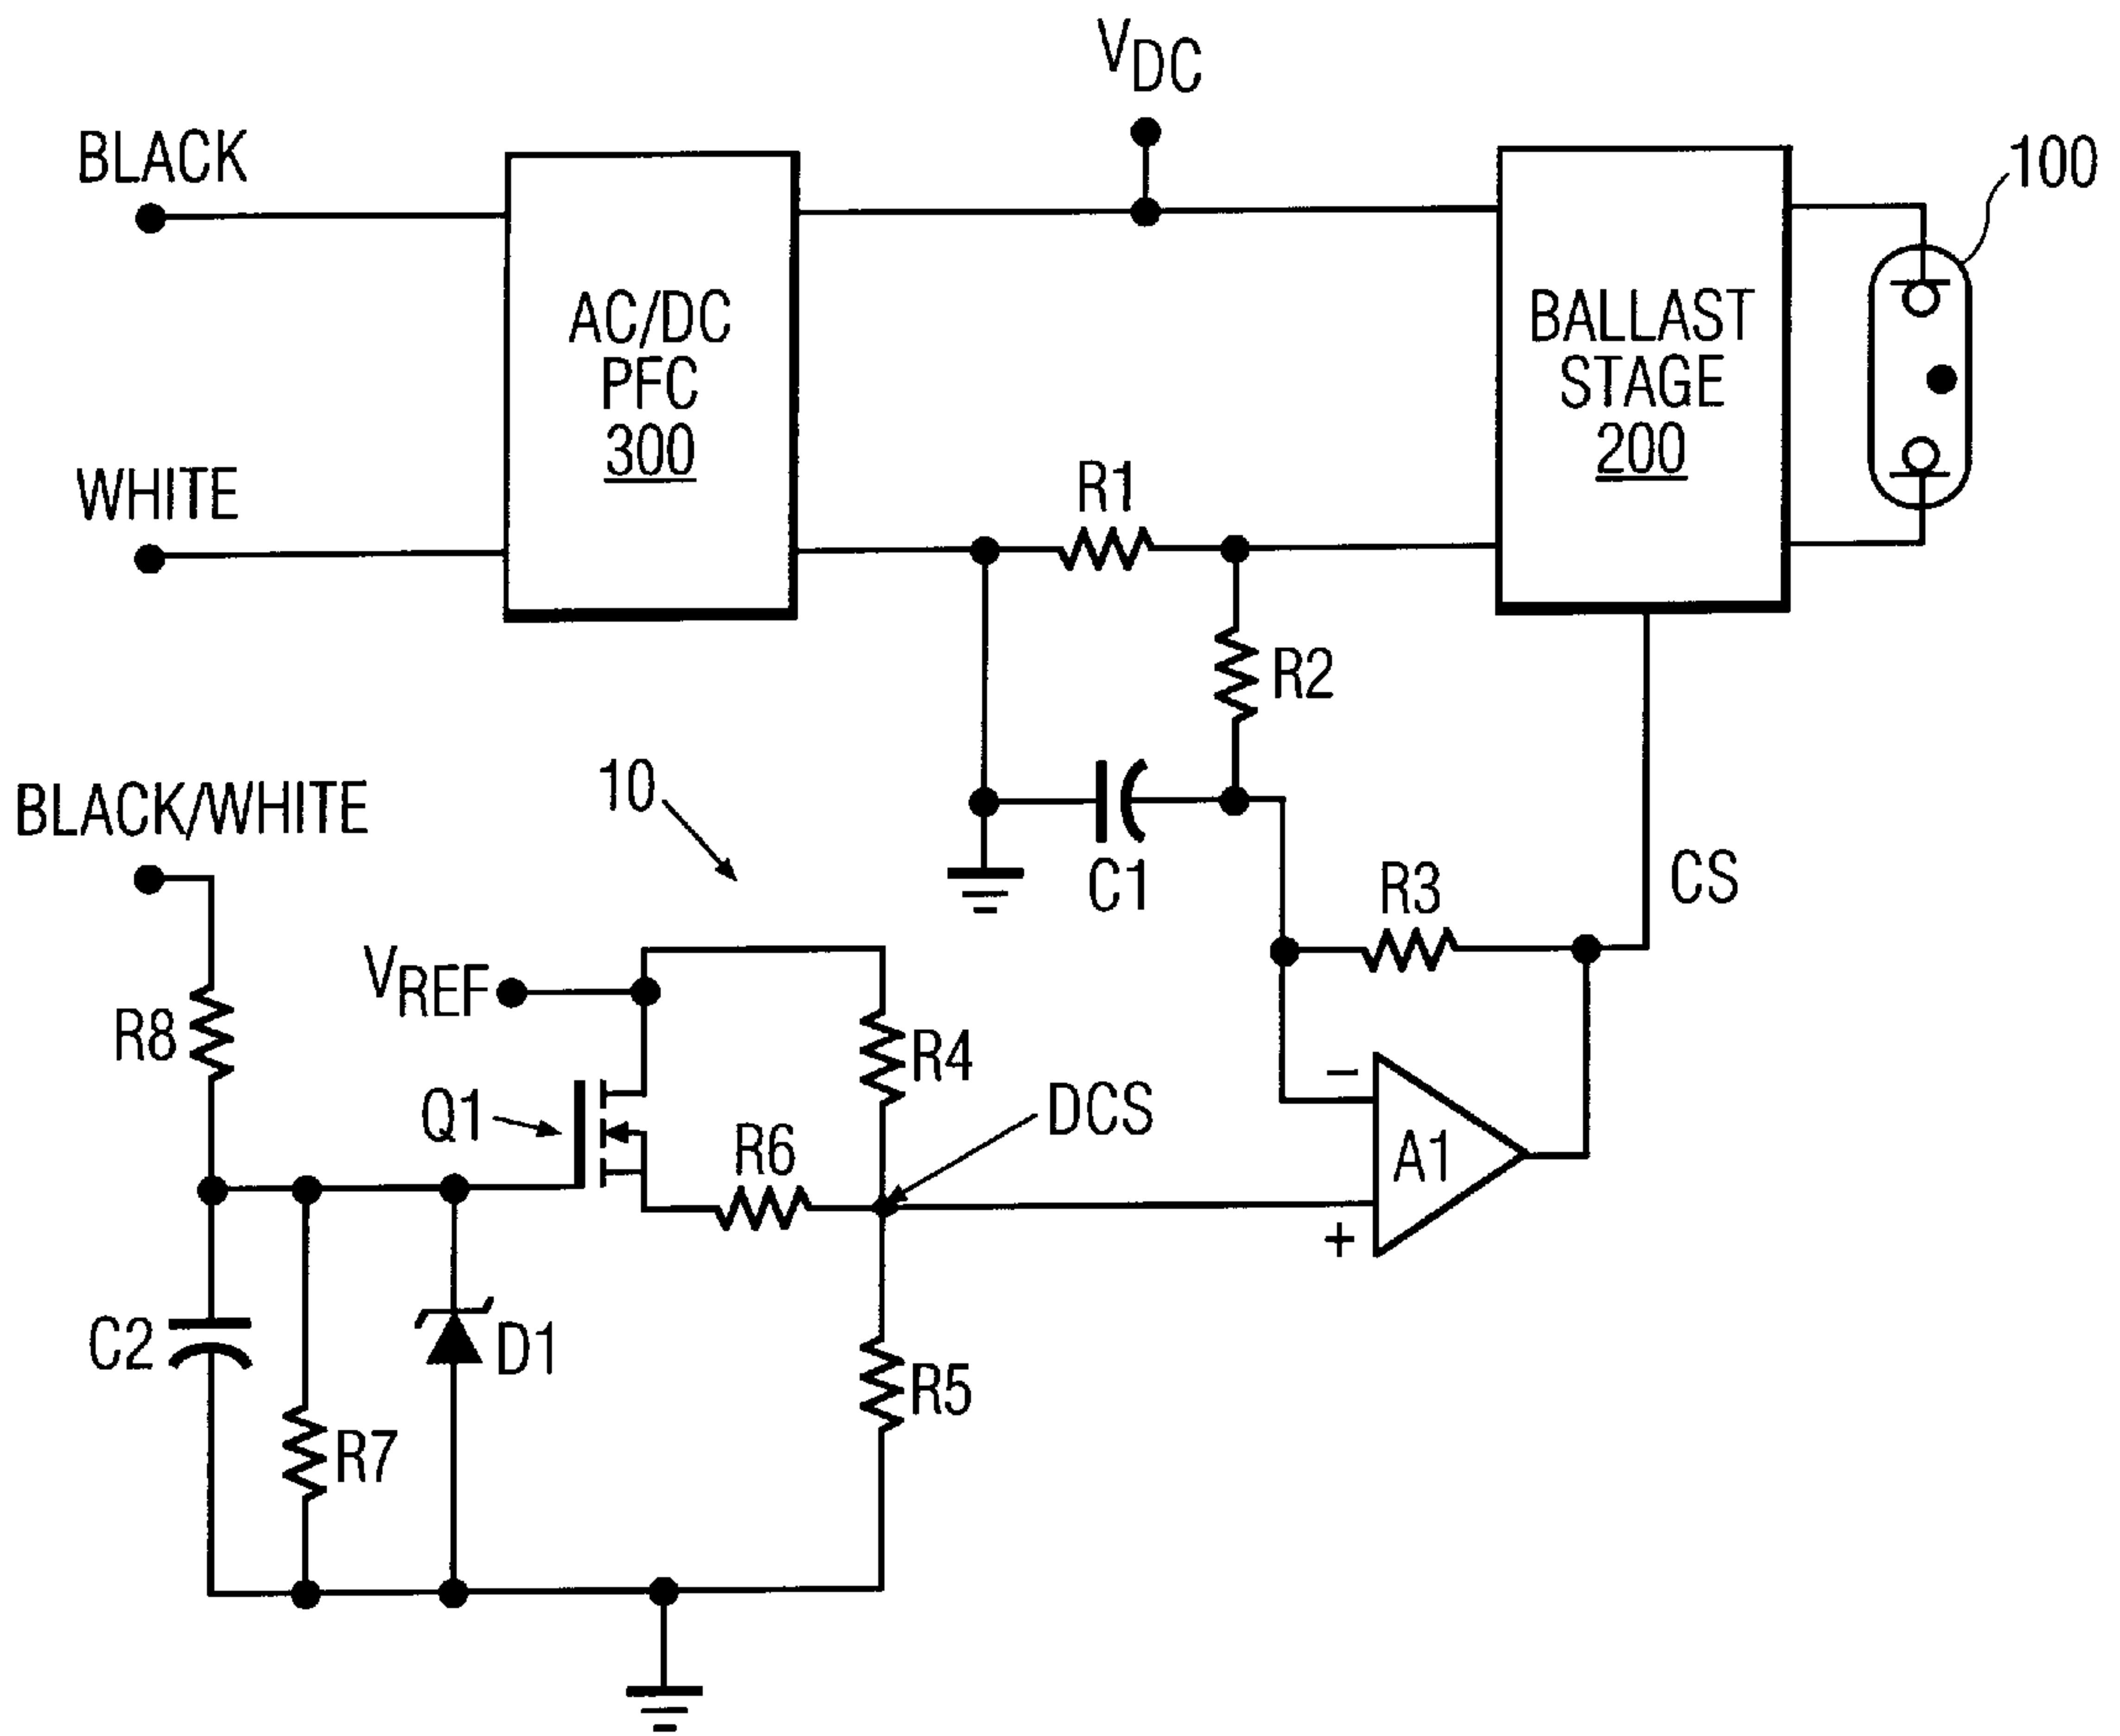 V_DC
BLACK
100
AC/DC
PFC
300
BALLAST
STAGE
200
WHITE
R1
R2
10
BLACK/WHITE
C1
R3
CS
V_REF
R8
R4
Q1
DCS
R6
−
A1
+
C2
D1
R5
R7